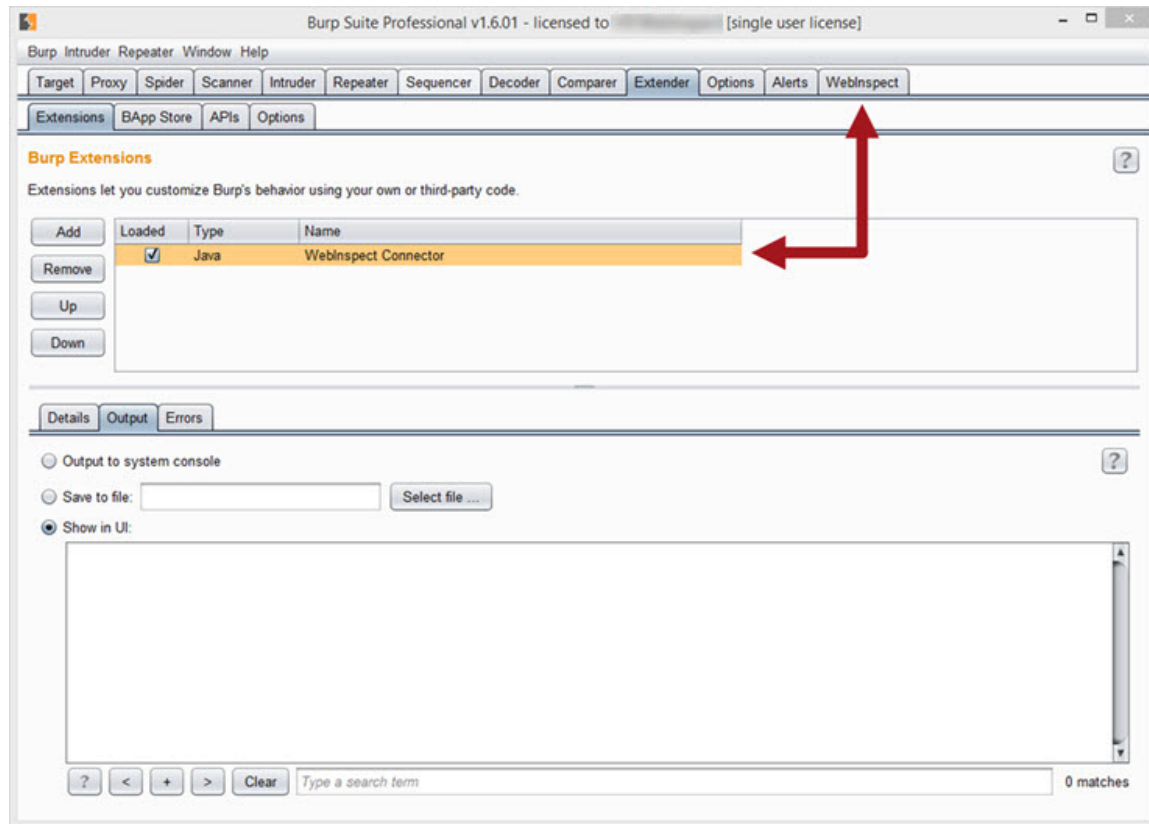 Burp Suite Professional v1.6.01 - licensed to [single user license]
Burp Intruder Repeater Window Help
Target Proxy Spider Scanner Intruder Repeater Sequencer Decoder Comparer Extender Options Alerts WebInspect
Extensions BApp Store APIs Options
Burp Extensions
?
Extensions let you customize Burp's behavior using your own or third-party code.
Add Loaded Type Name
Java WebInspect Connector
Remove
Up
Down
Details Output Errors
Output to system console
?
Save to file: Select file ...
Show in UI:
? < + > Clear Type a search term 0 matches